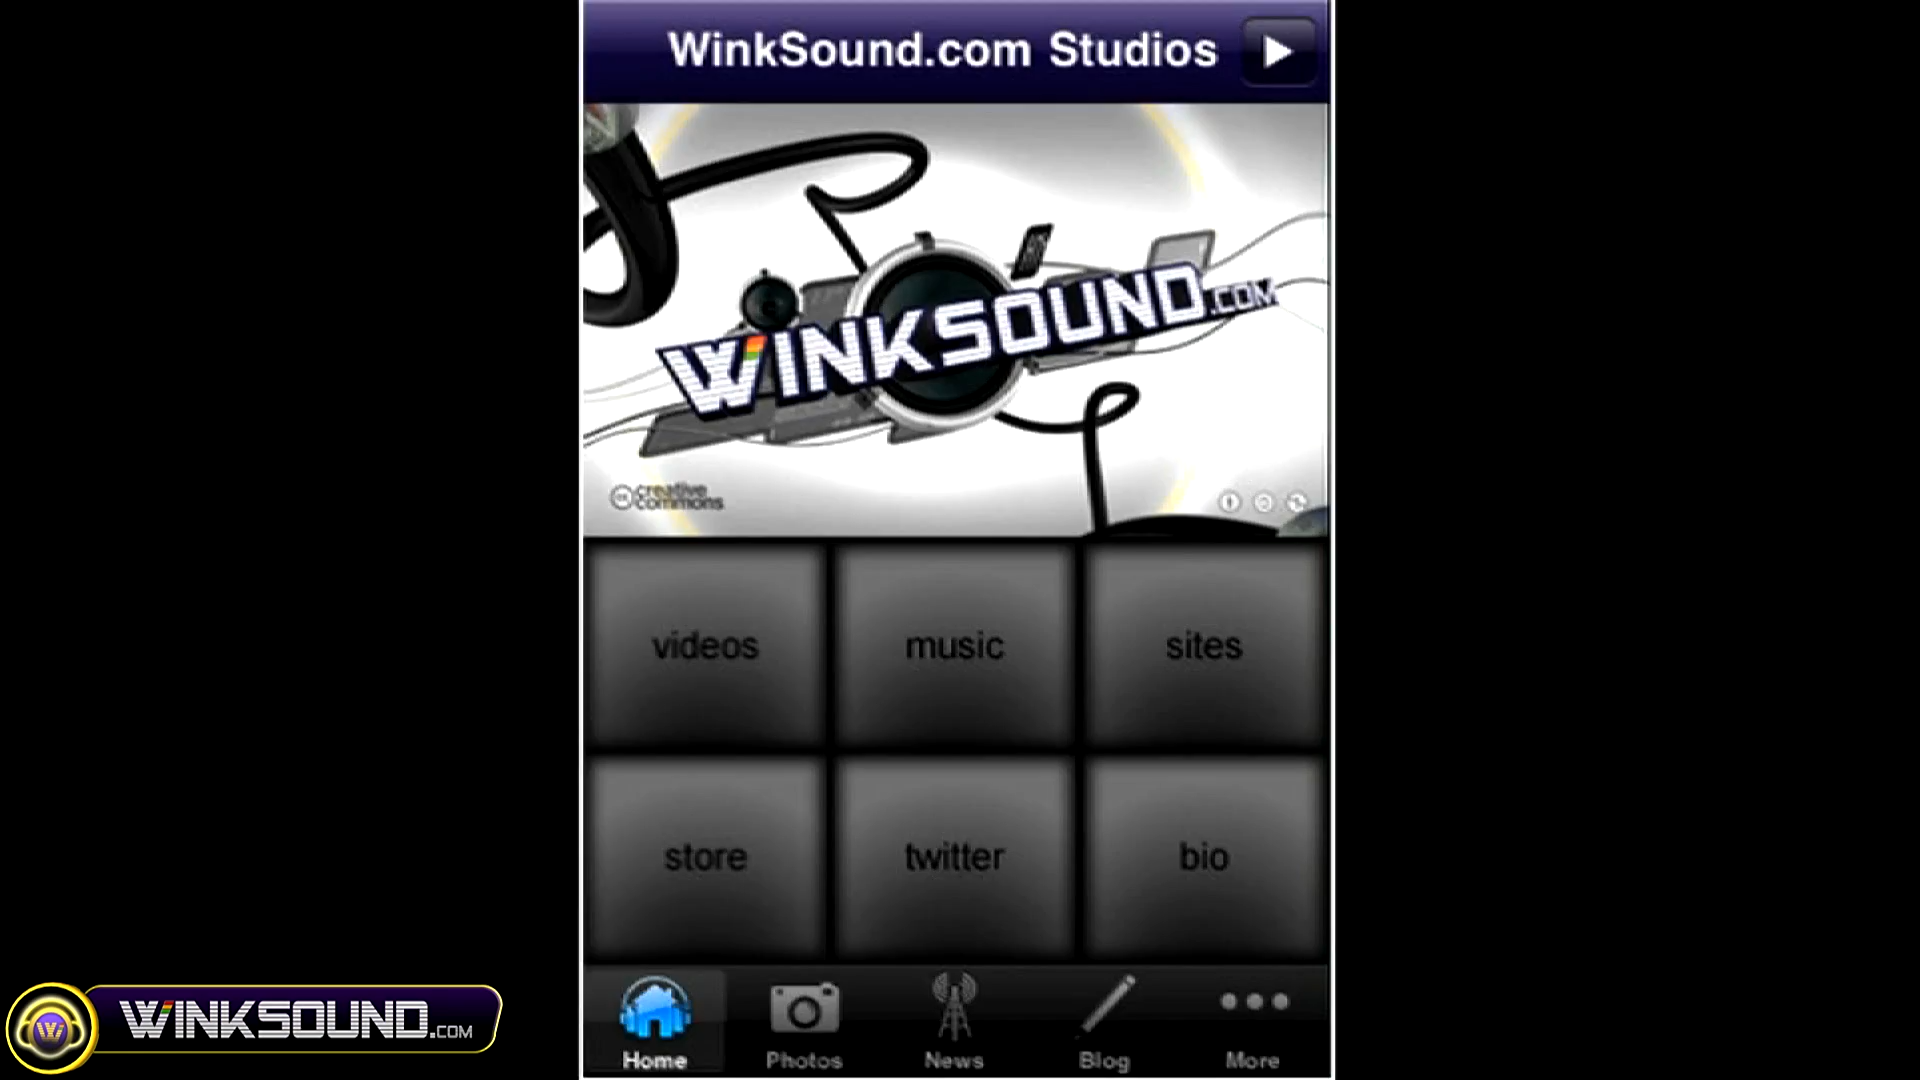 WinkSound.com Studios
WINKSOUND.COM
creative commons
videos music sites
store twitter bio
Home Photos News Blog More
WINKSOUND.COM